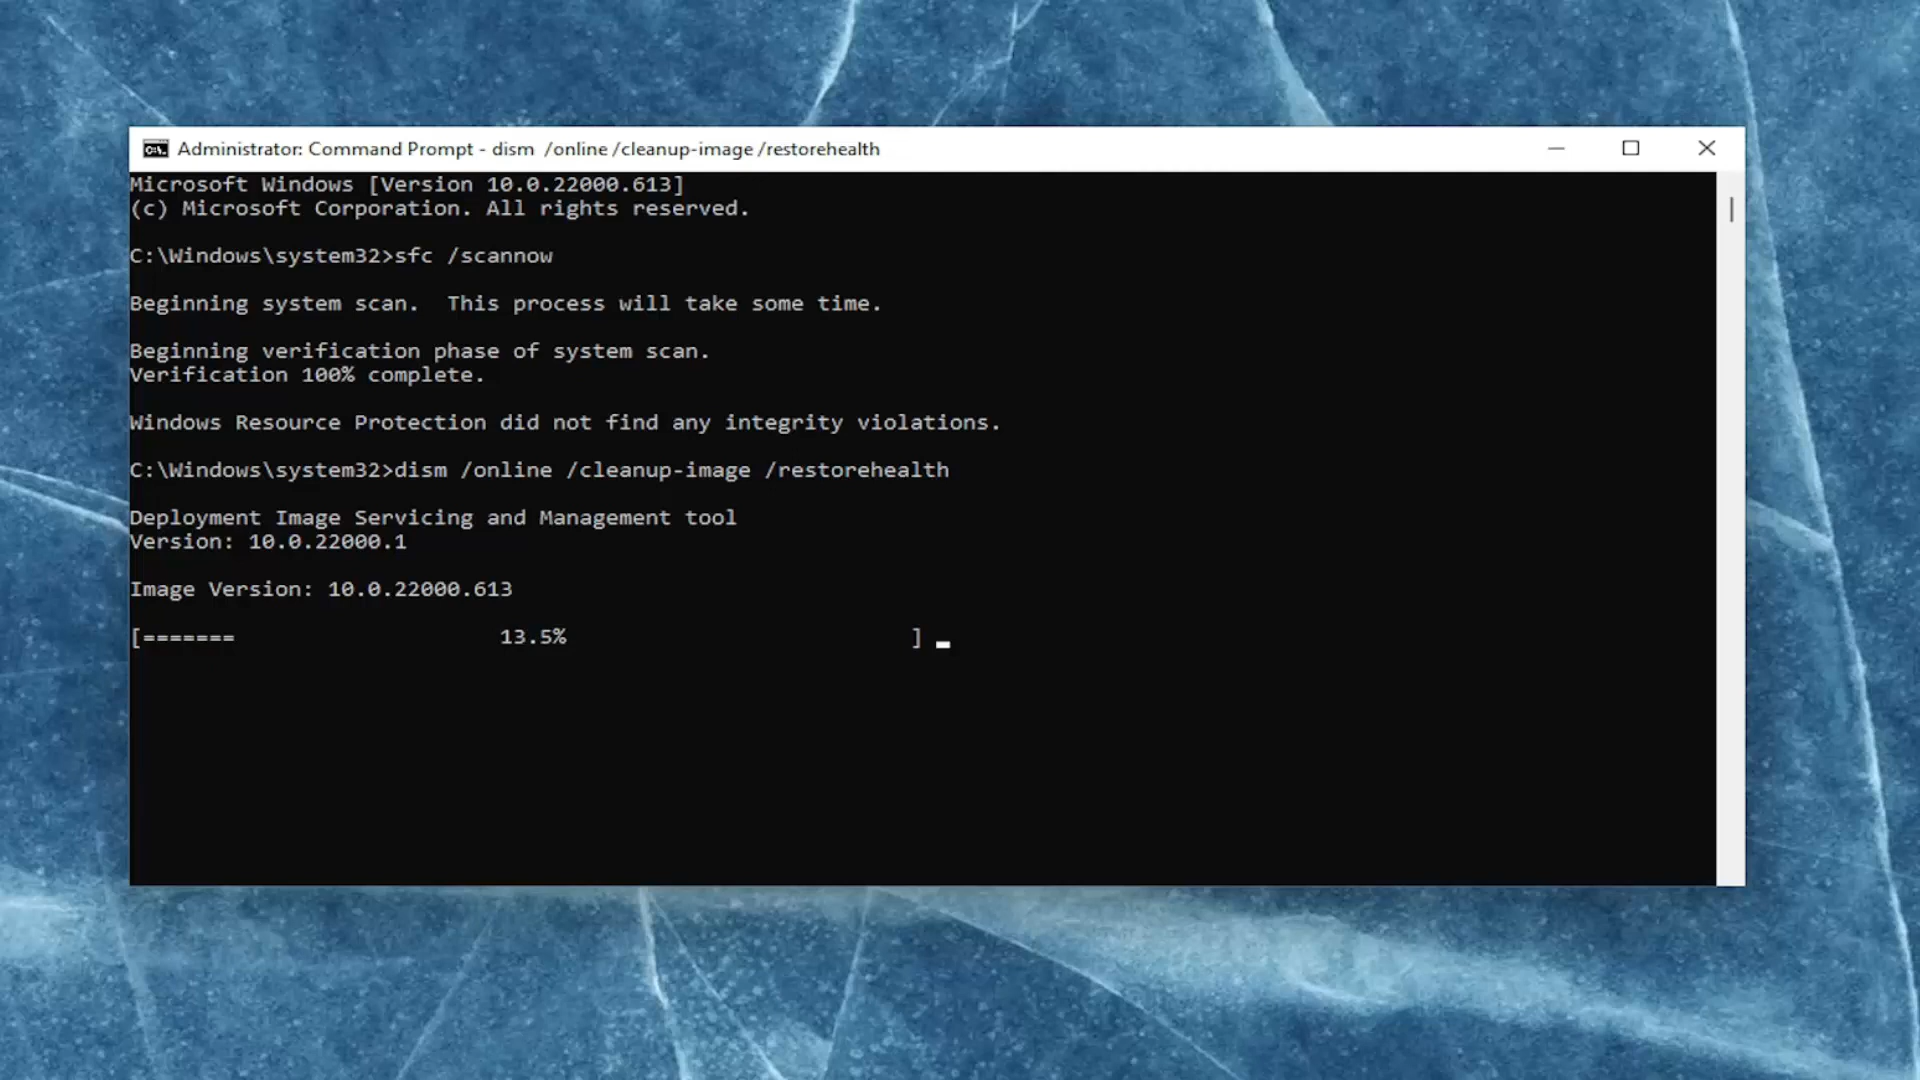 Administrator: Command Prompt - dism  /online /cleanup-image /restorehealth
Microsoft Windows [Version 10.0.22000.613]
(c) Microsoft Corporation. All rights reserved.
C:\Windows\system32>sfc /scannow
Beginning system scan.  This process will take some time.
Beginning verification phase of system scan.
Verification 100% complete.
Windows Resource Protection did not find any integrity violations.
C:\Windows\system32>dism /online /cleanup-image /restorehealth
Deployment Image Servicing and Management tool
Version: 10.0.22000.1
Image Version: 10.0.22000.613
[=======                    13.5%                          ]